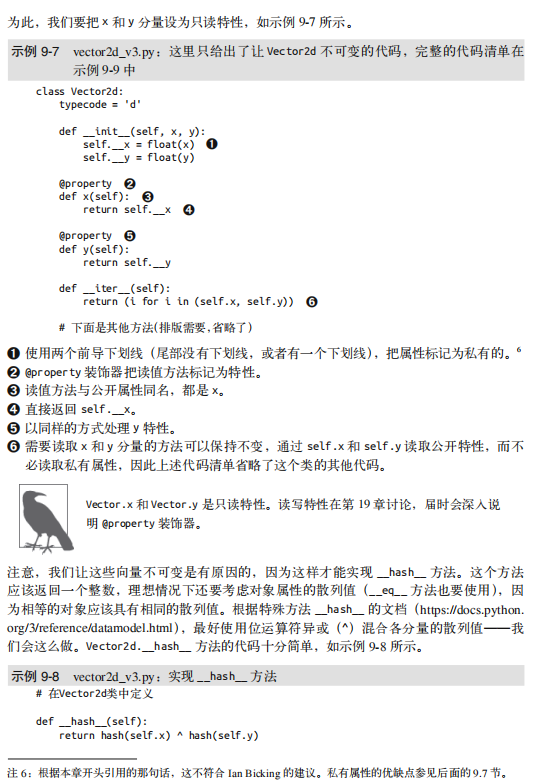 为此，我们要把 x 和 y 分量设为只读特性，如示例 9-7 所示。
示例 9-7 vector2d_v3.py：这里只给出了让 Vector2d 不可变的代码，完整的代码清单在
示例 9-9 中
class Vector2d:
    typecode = 'd'

    def __init__(self, x, y):
        self.__x = float(x) ❶
        self.__y = float(y)

    @property ❷
    def x(self): ❸
        return self.__x ❹

    @property ❺
    def y(self):
        return self.__y

    def __iter__(self):
        return (i for i in (self.x, self.y)) ❻

    # 下面是其他方法(排版需要,省略了)
❶ 使用两个前导下划线（尾部没有下划线，或者有一个下划线），把属性标记为私有的。6
❷ @property 装饰器把读值方法标记为特性。
❸ 读值方法与公开属性同名，都是 x。
❹ 直接返回 self.__x。
❺ 以同样的方式处理 y 特性。
❻ 需要读取 x 和 y 分量的方法可以保持不变，通过 self.x 和 self.y 读取公开特性，而不
必读取私有属性，因此上述代码清单省略了这个类的其他代码。
Vector.x 和 Vector.y 是只读特性。读写特性在第 19 章讨论，届时会深入说
明 @property 装饰器。
注意，我们让这些向量不可变是有原因的，因为这样才能实现 __hash__ 方法。这个方法
应该返回一个整数，理想情况下还要考虑对象属性的散列值（__eq__ 方法也要使用），因
为相等的对象应该具有相同的散列值。根据特殊方法 __hash__ 的文档（https://docs.python.
org/3/reference/datamodel.html），最好使用位运算符异或（^）混合各分量的散列值——我
们会这么做。Vector2d.__hash__ 方法的代码十分简单，如示例 9-8 所示。
示例 9-8 vector2d_v3.py：实现 __hash__ 方法
# 在Vector2d类中定义

def __hash__(self):
    return hash(self.x) ^ hash(self.y)
注 6：根据本章开头引用的那句话，这不符合 Ian Bicking 的建议。私有属性的优缺点参见后面的 9.7 节。